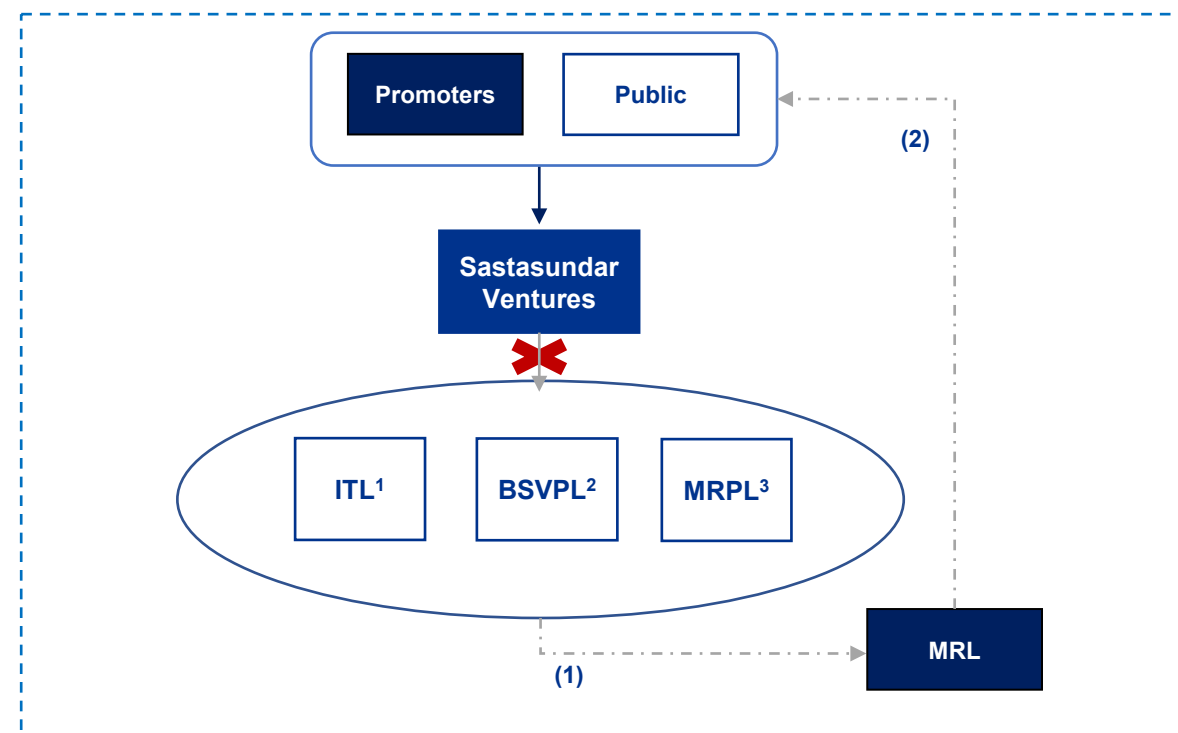 Promoters
Public
(2)
Sastasundar
Ventures
ITL¹
BSVPL²
MRPL³
MRL
(1)